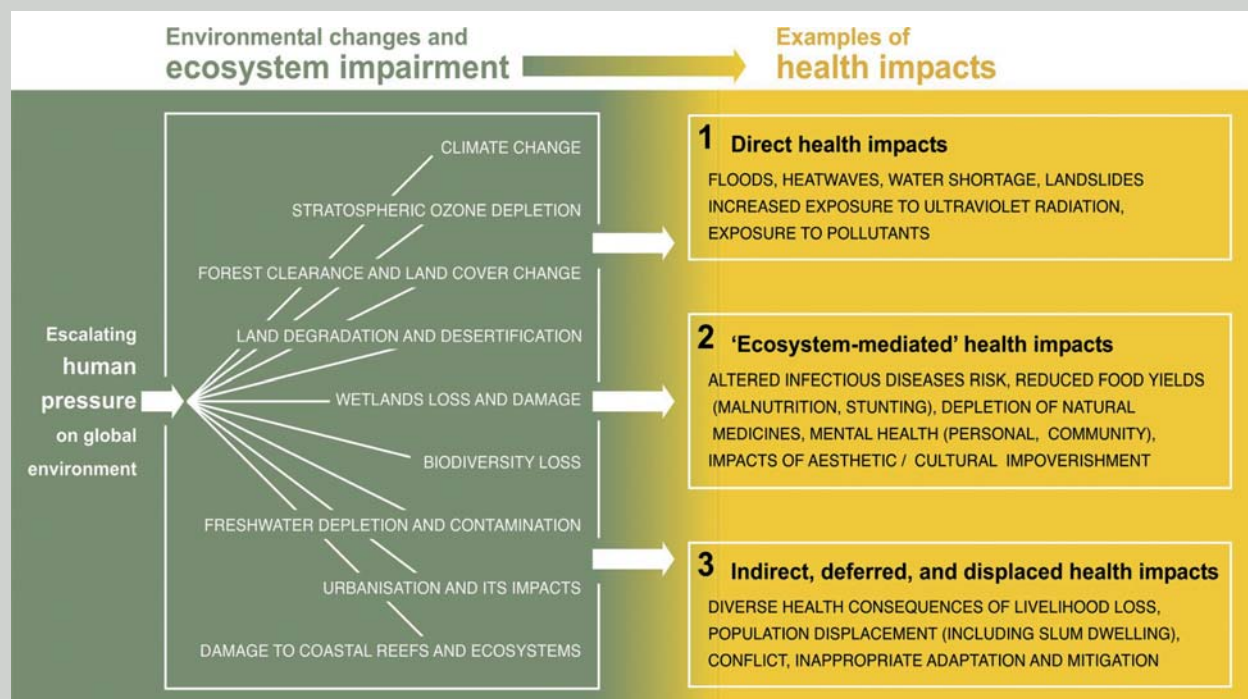 Environmental changes and
ecosystem impairment
Examples of
health impacts
Escalating
human
pressure
on global
environment
CLIMATE CHANGE
STRATOSPHERIC OZONE DEPLETION
FOREST CLEARANCE AND LAND COVER CHANGE
LAND DEGRADATION AND DESERTIFICATION
WETLANDS LOSS AND DAMAGE
BIODIVERSITY LOSS
FRESHWATER DEPLETION AND CONTAMINATION
URBANISATION AND ITS IMPACTS
DAMAGE TO COASTAL REEFS AND ECOSYSTEMS
1 Direct health impacts
FLOODS, HEATWAVES, WATER SHORTAGE, LANDSLIDES
INCREASED EXPOSURE TO ULTRAVIOLET RADIATION,
EXPOSURE TO POLLUTANTS
2 ‘Ecosystem-mediated’ health impacts
ALTERED INFECTIOUS DISEASES RISK, REDUCED FOOD YIELDS
(MALNUTRITION, STUNTING), DEPLETION OF NATURAL
MEDICINES, MENTAL HEALTH (PERSONAL, COMMUNITY),
IMPACTS OF AESTHETIC / CULTURAL IMPOVERISHMENT
3 Indirect, deferred, and displaced health impacts
DIVERSE HEALTH CONSEQUENCES OF LIVELIHOOD LOSS,
POPULATION DISPLACEMENT (INCLUDING SLUM DWELLING),
CONFLICT, INAPPROPRIATE ADAPTATION AND MITIGATION